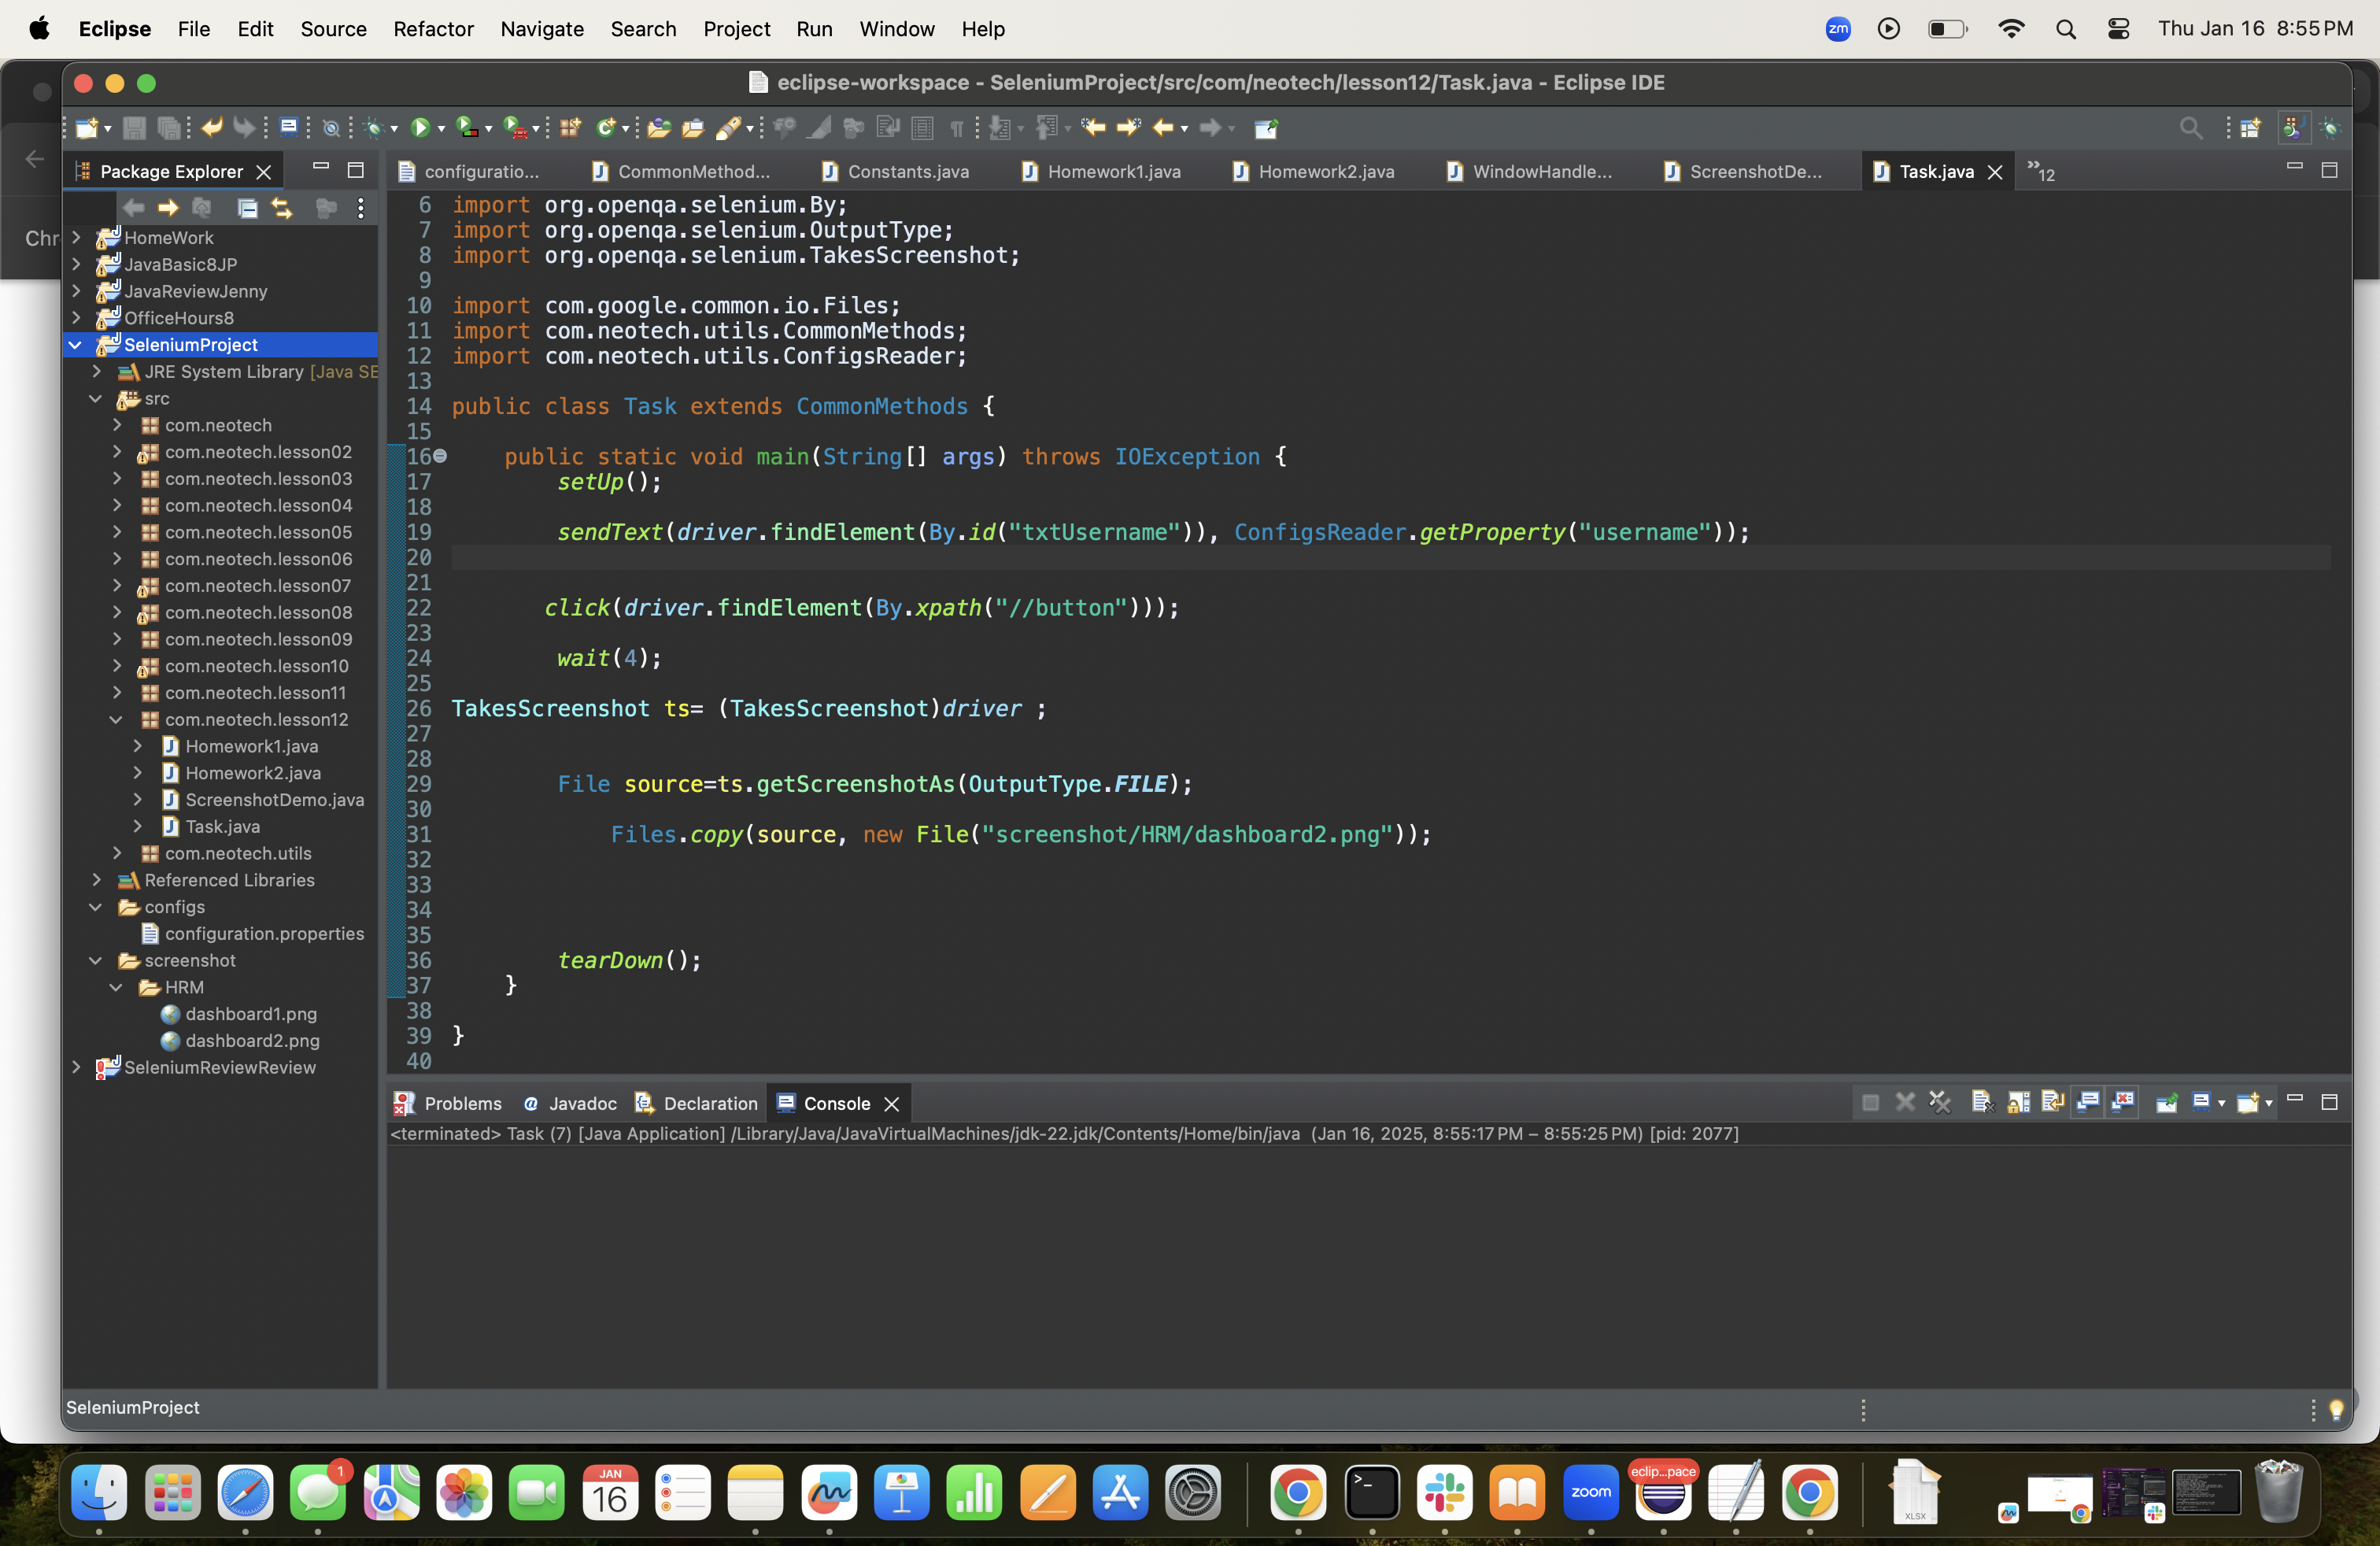 Eclipse File Edit Source Refactor Navigate Search Project Run Window Help zm Thu Jan 16 8:55 PM
eclipse-workspace - SeleniumProject/src/com/neotech/lesson12/Task.java - Eclipse IDE
Package Explorer
configuratio... CommonMethod... Constants.java Homework1.java Homework2.java WindowHandle... ScreenshotDe... Task.java »12
Chr
HomeWork
JavaBasic8JP
JavaReviewJenny
OfficeHours8
SeleniumProject
JRE System Library [Java SE
src
com.neotech
com.neotech.lesson02
com.neotech.lesson03
com.neotech.lesson04
com.neotech.lesson05
com.neotech.lesson06
com.neotech.lesson07
com.neotech.lesson08
com.neotech.lesson09
com.neotech.lesson10
com.neotech.lesson11
com.neotech.lesson12
Homework1.java
Homework2.java
ScreenshotDemo.java
Task.java
com.neotech.utils
Referenced Libraries
configs
configuration.properties
screenshot
HRM
dashboard1.png
dashboard2.png
SeleniumReviewReview
6 import org.openqa.selenium.By;
7 import org.openqa.selenium.OutputType;
8 import org.openqa.selenium.TakesScreenshot;
9
10 import com.google.common.io.Files;
11 import com.neotech.utils.CommonMethods;
12 import com.neotech.utils.ConfigsReader;
13
14 public class Task extends CommonMethods {
15
16 public static void main(String[] args) throws IOException {
17 setUp();
18
19 sendText(driver.findElement(By.id("txtUsername")), ConfigsReader.getProperty("username"));
20
21
22 click(driver.findElement(By.xpath("//button")));
23
24 wait(4);
25
26 TakesScreenshot ts= (TakesScreenshot)driver ;
27
28
29 File source=ts.getScreenshotAs(OutputType.FILE);
30
31 Files.copy(source, new File("screenshot/HRM/dashboard2.png"));
32
33
34
35
36 tearDown();
37 }
38
39 }
40
Problems @ Javadoc Declaration Console
<terminated> Task (7) [Java Application] /Library/Java/JavaVirtualMachines/jdk-22.jdk/Contents/Home/bin/java (Jan 16, 2025, 8:55:17 PM – 8:55:25 PM) [pid: 2077]
SeleniumProject
1 JAN 16 >_ zoom eclip...pace XLSX